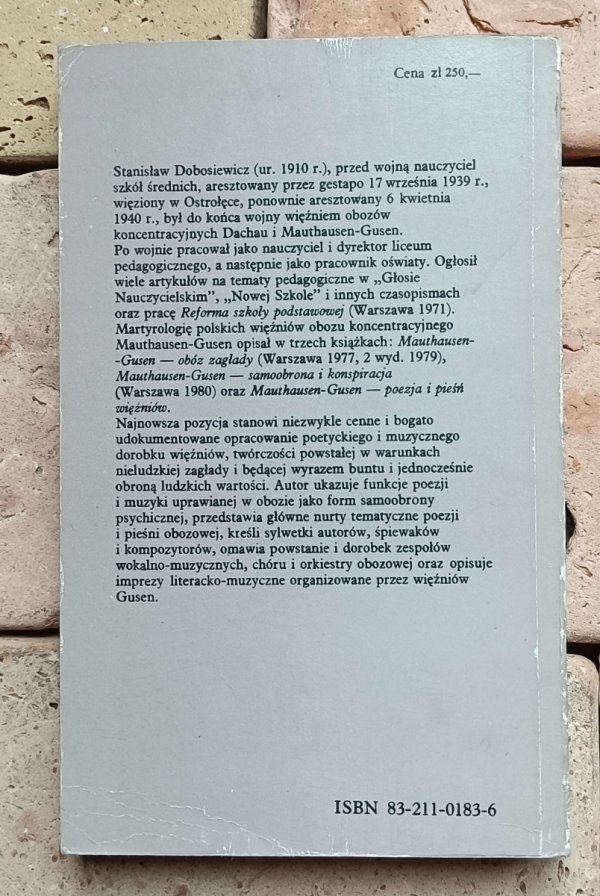 Cena zł 250,—
Stanisław Dobosiewicz (ur. 1910 r.), przed wojną nauczyciel
szkół średnich, aresztowany przez gestapo 17 września 1939 r.,
więziony w Ostrołęce, ponownie aresztowany 6 kwietnia
1940 r., był do końca wojny więźniem obozów
koncentracyjnych Dachau i Mauthausen-Gusen.
Po wojnie pracował jako nauczyciel i dyrektor liceum
pedagogicznego, a następnie jako pracownik oświaty. Ogłosił
wiele artykułów na tematy pedagogiczne w „Głosie
Nauczycielskim”, „Nowej Szkole” i innych czasopismach
oraz pracę Reforma szkoły podstawowej (Warszawa 1971).
Martyrologię polskich więźniów obozu koncentracyjnego
Mauthausen-Gusen opisał w trzech książkach: Mauthausen-
-Gusen — obóz zagłady (Warszawa 1977, 2 wyd. 1979),
Mauthausen-Gusen — samoobrona i konspiracja
(Warszawa 1980) oraz Mauthausen-Gusen — poezja i pieśń
więźniów.
Najnowsza pozycja stanowi niezwykle cenne i bogato
udokumentowane opracowanie poetyckiego i muzycznego
dorobku więźniów, twórczości powstałej w warunkach
nieludzkiej zagłady i będącej wyrazem buntu i jednocześnie
obroną ludzkich wartości. Autor ukazuje funkcje poezji
i muzyki uprawianej w obozie jako form samoobrony
psychicznej, przedstawia główne nurty tematyczne poezji
i pieśni obozowej, kreśli sylwetki autorów, śpiewaków
i kompozytorów, omawia powstanie i dorobek zespołów
wokalno-muzycznych, chóru i orkiestry obozowej oraz opisuje
imprezy literacko-muzyczne organizowane przez więźniów
Gusen.
ISBN 83-211-0183-6